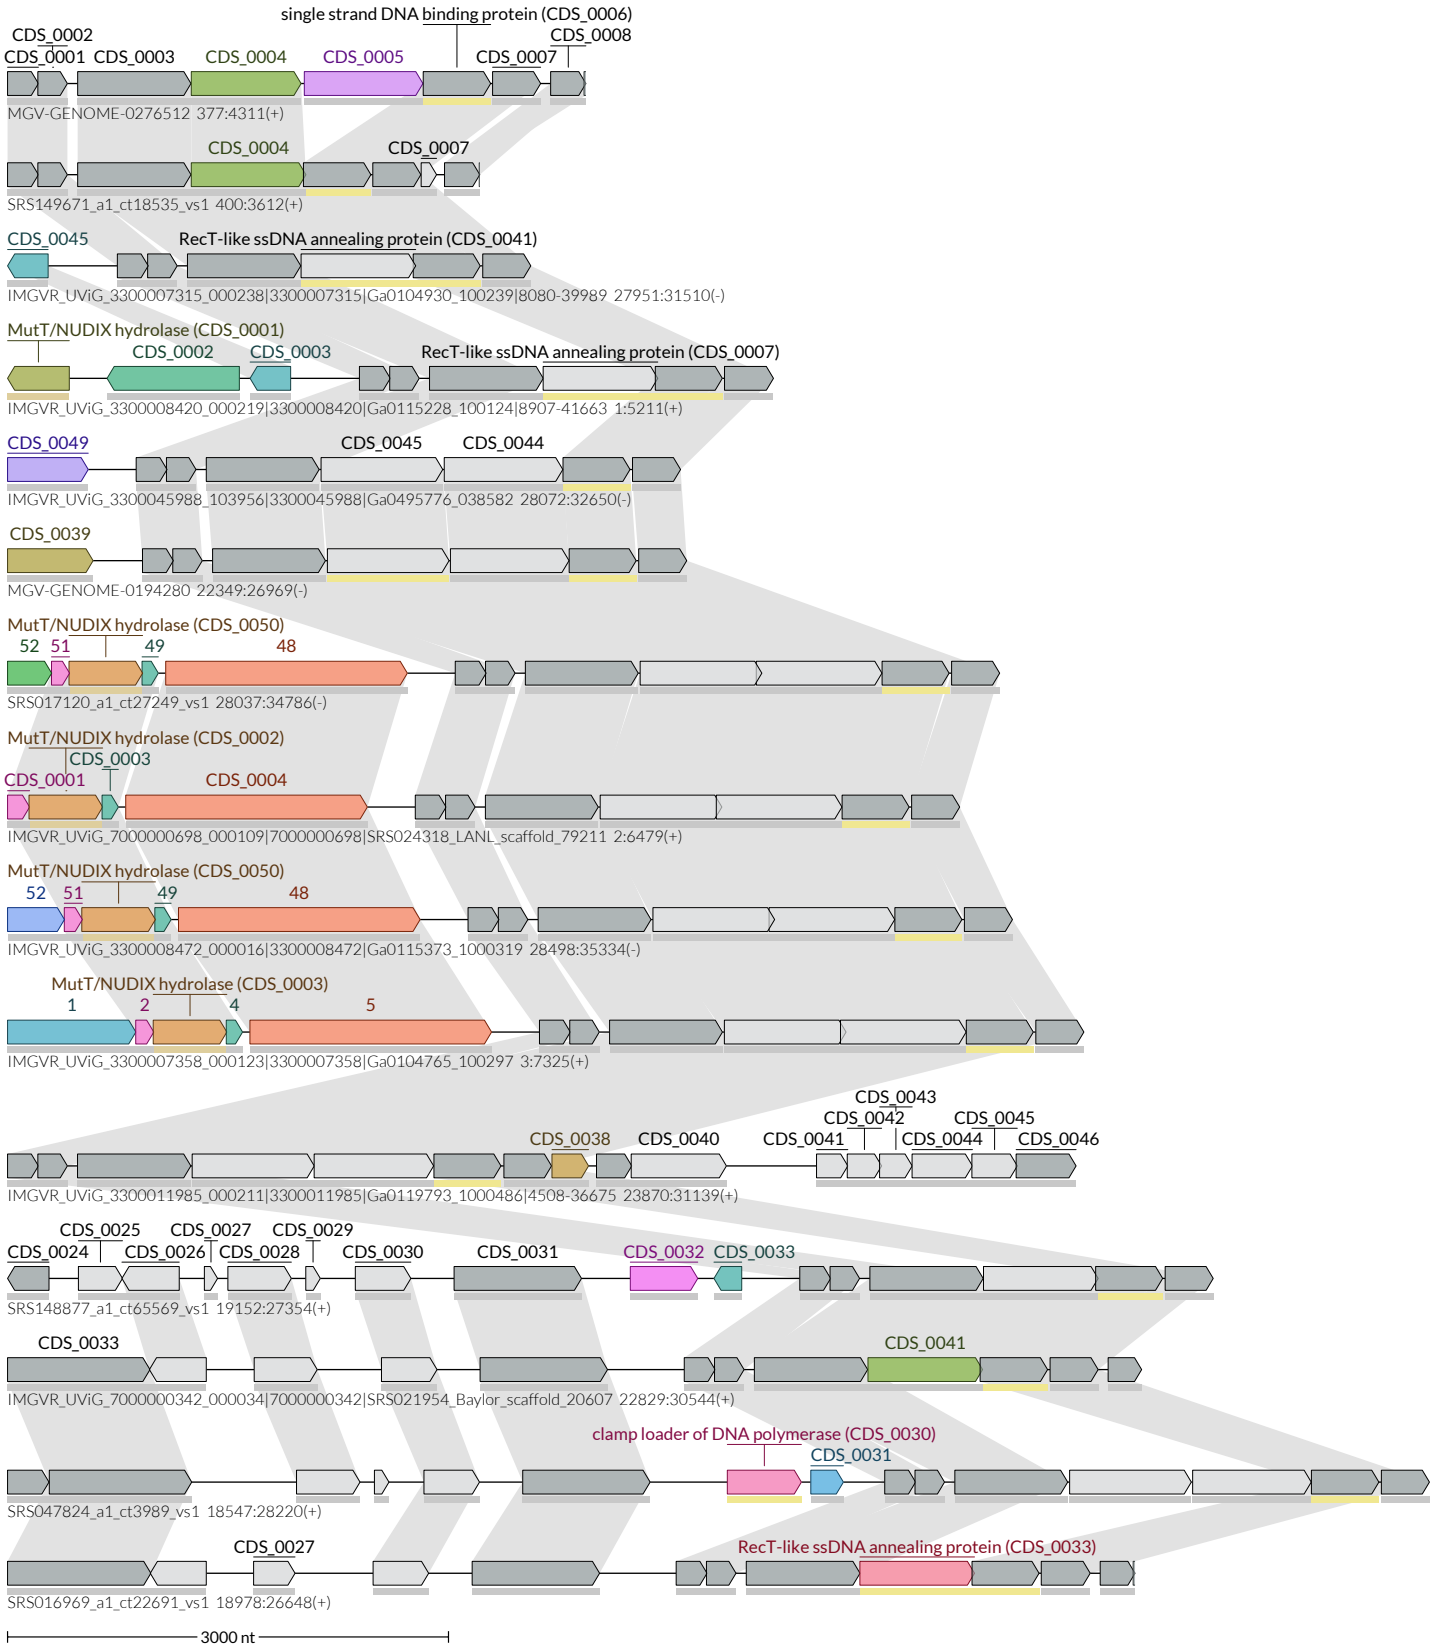 single strand DNA binding protein (CDS_0006)
CDS_0002 CDS_0008
CDS_0001 CDS_0003 CDS_0004 CDS_0005 CDS_0007
MGV-GENOME-0276512 377:4311(+)
CDS_0004 CDS_0007
SRS149671_a1_ct18535_vs1 400:3612(+)
CDS_0045 RecT-like ssDNA annealing protein (CDS_0041)
IMGVR_UViG_3300007315_000238|3300007315|Ga0104930_100239|8080-39989 27951:31510(-)
MutT/NUDIX hydrolase (CDS_0001)
CDS_0002 CDS_0003 RecT-like ssDNA annealing protein (CDS_0007)
IMGVR_UViG_3300008420_000219|3300008420|Ga0115228_100124|8907-41663 1:5211(+)
CDS_0049 CDS_0045 CDS_0044
IMGVR_UViG_3300045988_103956|3300045988|Ga0495776_038582 28072:32650(-)
CDS_0039
MGV-GENOME-0194280 22349:26969(-)
MutT/NUDIX hydrolase (CDS_0050)
52 51 49 48
SRS017120_a1_ct27249_vs1 28037:34786(-)
MutT/NUDIX hydrolase (CDS_0002)
CDS_0003
CDS_0001 CDS_0004
IMGVR_UViG_7000000698_000109|7000000698|SRS024318_LANL_scaffold_79211 2:6479(+)
MutT/NUDIX hydrolase (CDS_0050)
52 51 49 48
IMGVR_UViG_3300008472_000016|3300008472|Ga0115373_1000319 28498:35334(-)
MutT/NUDIX hydrolase (CDS_0003)
1 2 4 5
IMGVR_UViG_3300007358_000123|3300007358|Ga0104765_100297 3:7325(+)
CDS_0043
CDS_0042 CDS_0045
CDS_0038 CDS_0040 CDS_0041 CDS_0044 CDS_0046
IMGVR_UViG_3300011985_000211|3300011985|Ga0119793_1000486|4508-36675 23870:31139(+)
CDS_0025 CDS_0027 CDS_0029
CDS_0024 CDS_0026 CDS_0028 CDS_0030 CDS_0031 CDS_0032 CDS_0033
SRS148877_a1_ct65569_vs1 19152:27354(+)
CDS_0033 CDS_0041
IMGVR_UViG_7000000342_000034|7000000342|SRS021954_Baylor_scaffold_20607 22829:30544(+)
clamp loader of DNA polymerase (CDS_0030)
CDS_0031
SRS047824_a1_ct3989_vs1 18547:28220(+)
CDS_0027 RecT-like ssDNA annealing protein (CDS_0033)
SRS016969_a1_ct22691_vs1 18978:26648(+)
3000 nt